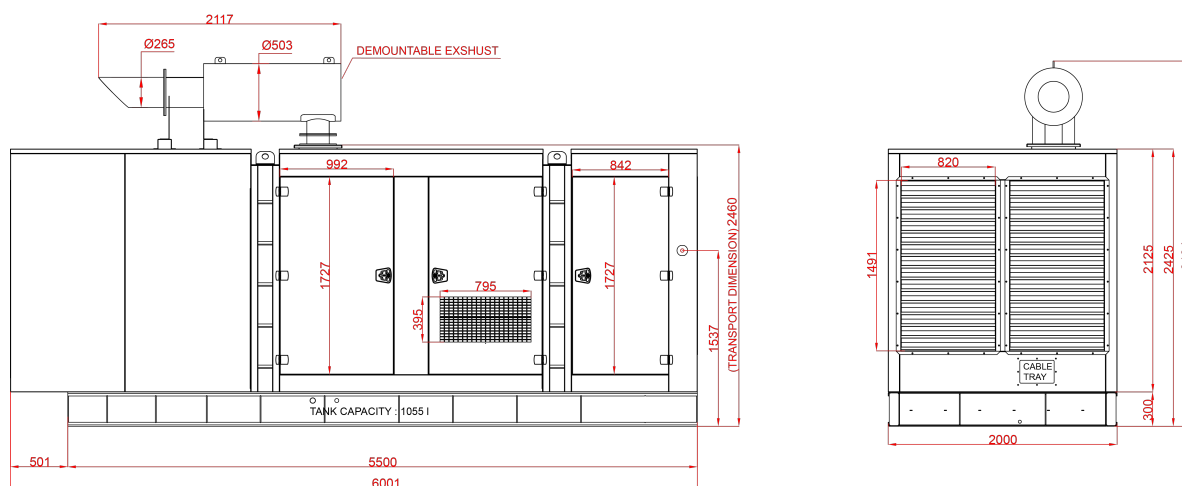 2117
Ø265
Ø503
DEMOUNTABLE EXSHUST
992
842
820
1727
1727
795
395
(TRANSPORT DIMENSION) 2460
1537
1491
2125
2425
CABLE
TRAY
300
TANK CAPACITY : 1055 l
501
5500
2000
6001